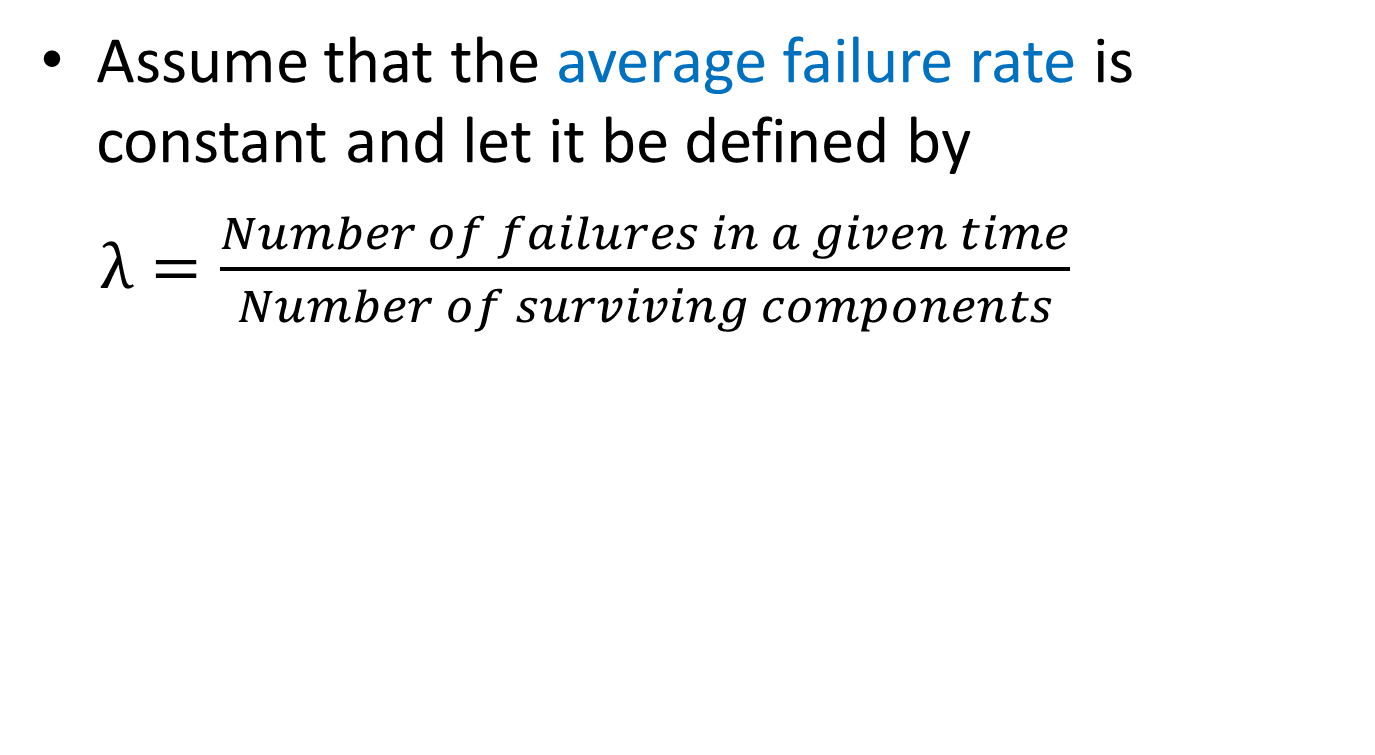 • Assume that the average failure rate is
constant and let it be defined by
λ = Number of failures in a given time
Number of surviving components